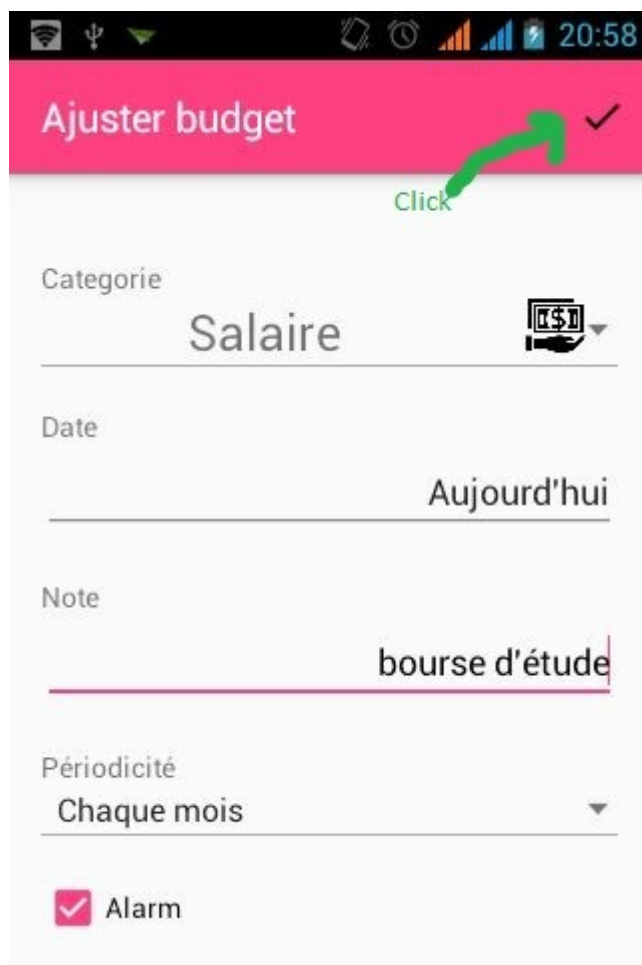 20:58
Ajuster budget
Click
Categorie
Salaire
Date
Aujourd'hui
Note
bourse d'étude
Périodicité
Chaque mois
Alarm